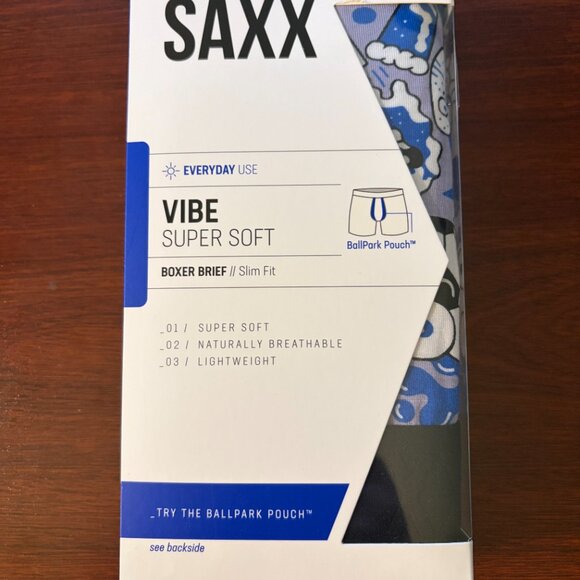 SAXX
EVERYDAY USE
VIBE
SUPER SOFT
BallPark Pouch™
BOXER BRIEF // Slim Fit
_01 / SUPER SOFT
_02 / NATURALLY BREATHABLE
_03 / LIGHTWEIGHT
_TRY THE BALLPARK POUCH™
see backside